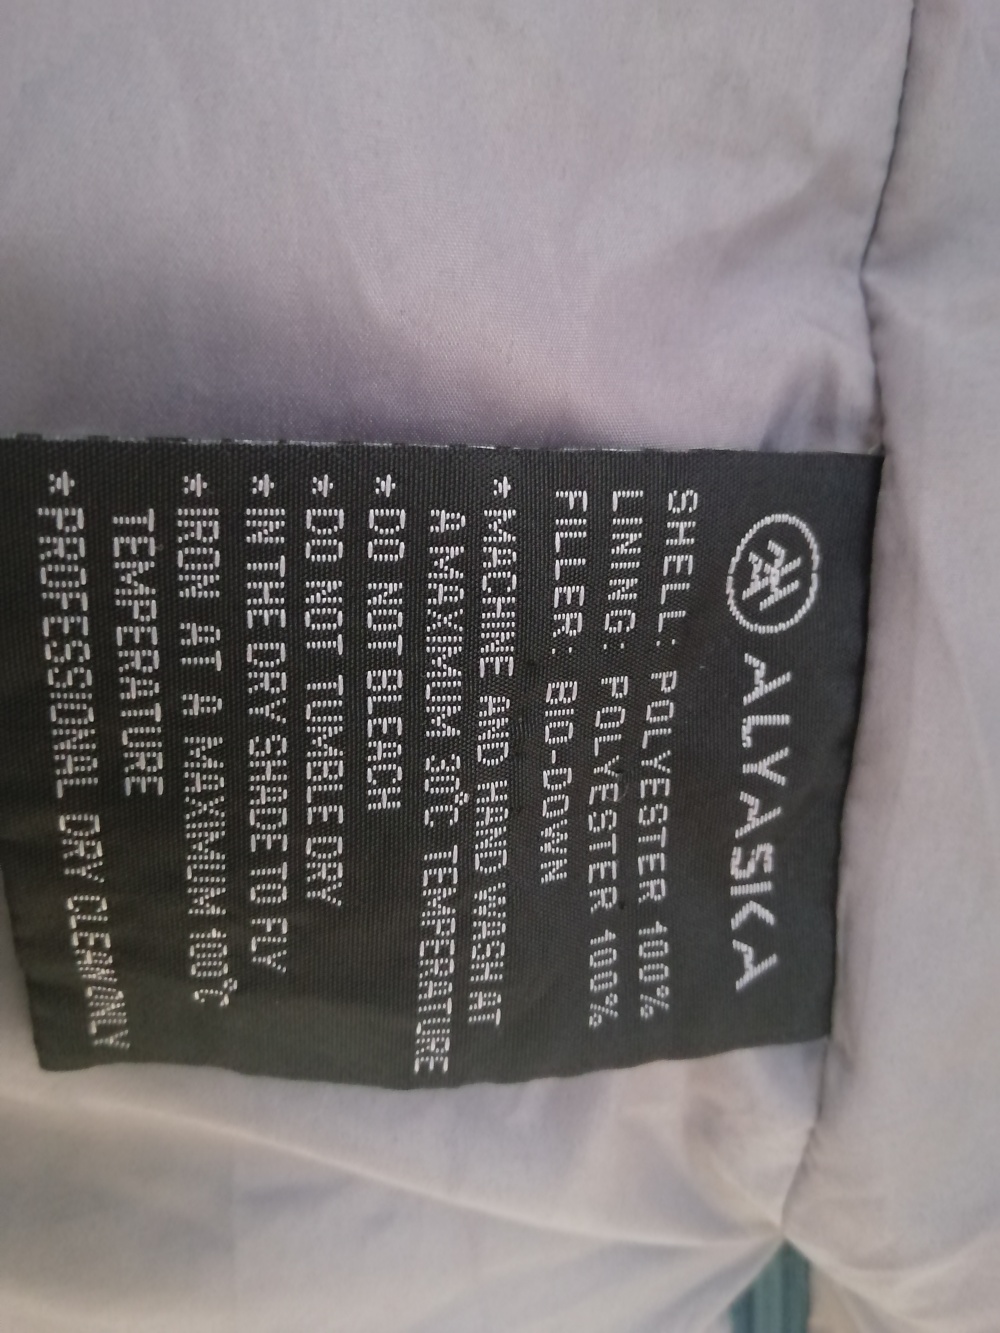 ALYASKA
SHELL: POLYESTER 100%
LINING: POLYESTER 100%
FILLER: BIO-DOWN
*MACHINE AND HAND WASH AT
A MAXIMUM 30℃ TEMPERATURE
*DO NOT BLEACH
*DO NOT TUMBLE DRY
*IN THE DRY SHADE TO FLY
*IRON AT A MAXIMUM 100℃
TEMPERATURE
*PROFESSIONAL DRY CLEAN ONLY